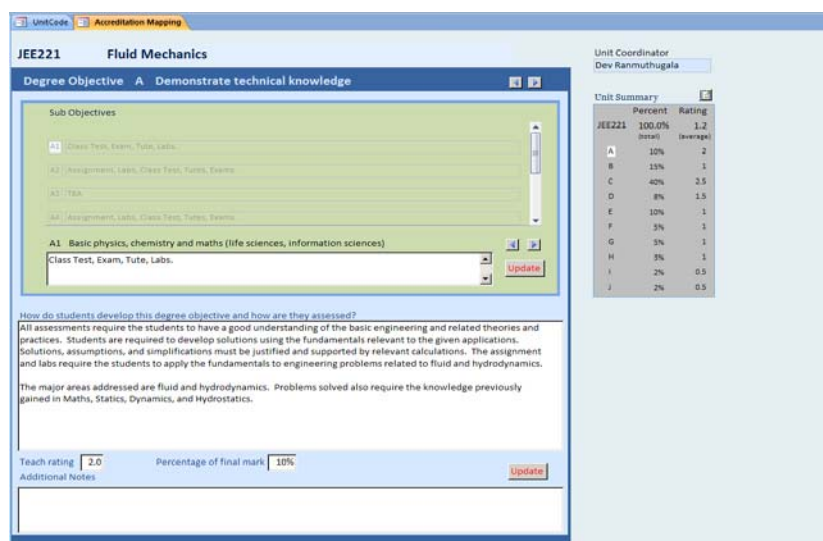 UnitCode
Accreditation Mapping
JEE221 Fluid Mechanics
Degree Objective A Demonstrate technical knowledge
Sub Objectives
A1 Class Test, Exam, Tute, Labs.
A2 Assignment, Labs, Class Test, Tutes, Exams
A3 TBA
A4 Assignment, Labs, Class Test, Tutes, Exams
A1 Basic physics, chemistry and maths (life sciences, information sciences)
Class Test, Exam, Tute, Labs.
Update
How do students develop this degree objective and how are they assessed?
All assessments require the students to have a good understanding of the basic engineering and related theories and
practices. Students are required to develop solutions using the fundamentals relevant to the given applications.
Solutions, assumptions, and simplifications must be justified and supported by relevant calculations. The assignment
and labs require the students to apply the fundamentals to engineering problems related to fluid and hydrodynamics.
The major areas addressed are fluid and hydrodynamics. Problems solved also require the knowledge previously
gained in Maths, Statics, Dynamics, and Hydrostatics.
Teach rating 2.0 Percentage of final mark 10%
Update
Additional Notes
Unit Coordinator
Dev Ranmuthugala
Unit Summary
Percent Rating
JEE221 100.0% 1.2
(total) (average)
A 10% 2
B 15% 1
C 40% 2.5
D 8% 1.5
E 10% 1
F 5% 1
G 5% 1
H 3% 1
I 2% 0.5
J 2% 0.5